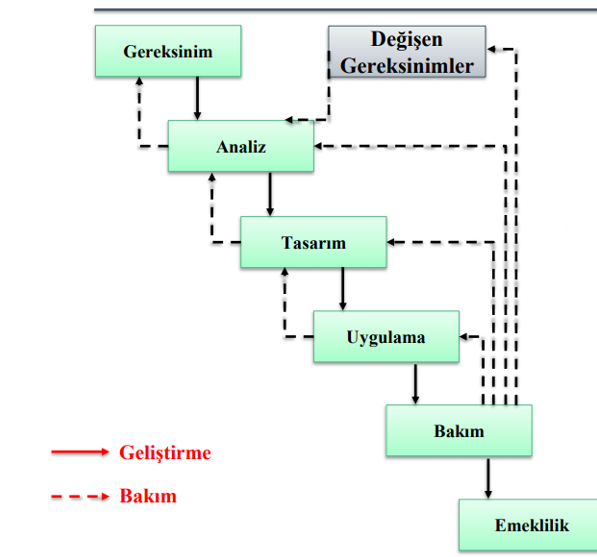 Gereksinim
Değişen
Gereksinimler
Analiz
Tasarım
Uygulama
Bakım
Geliştirme
Bakım
Emeklilik